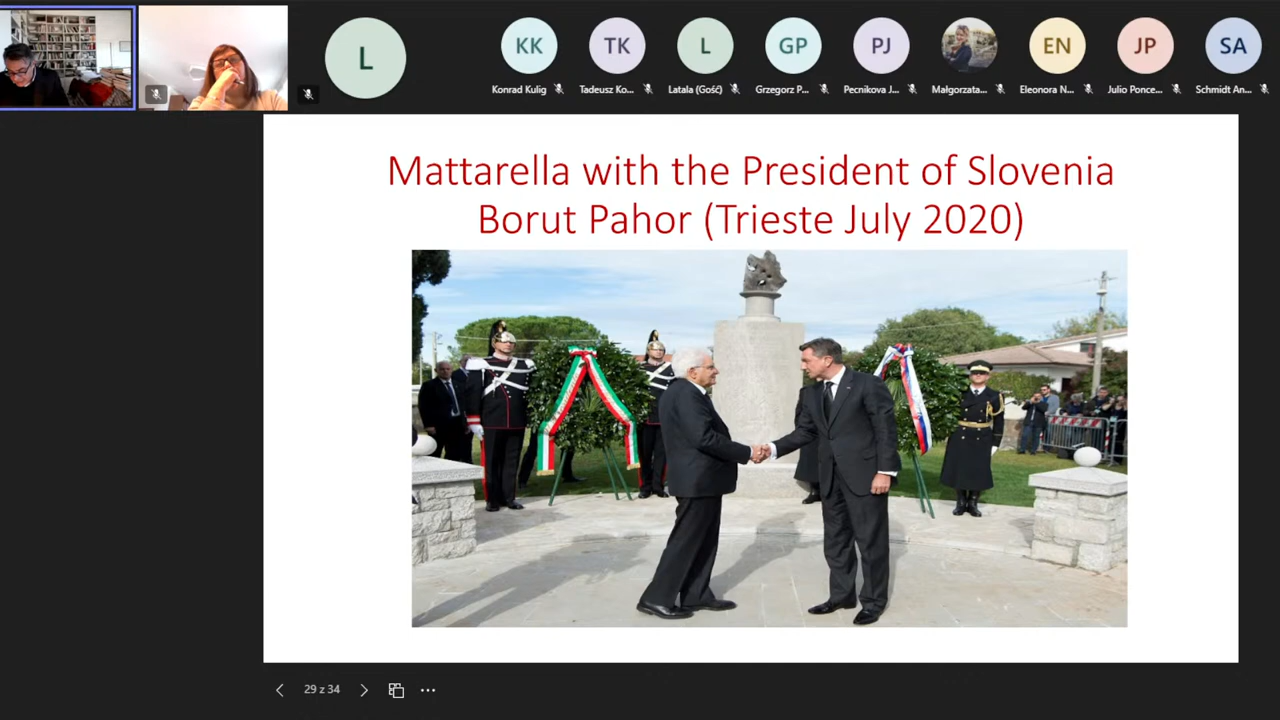 L
KK
TK
L
GP
PJ
EN
JP
SA
Konrad Kulig
Tadeusz Ko...
Latala (Gość)
Grzegorz P...
Pecnikova J...
Małgorzata...
Eleonora N...
Julio Ponce...
Schmidt An...
Mattarella with the President of Slovenia
Borut Pahor (Trieste July 2020)
29 z 34